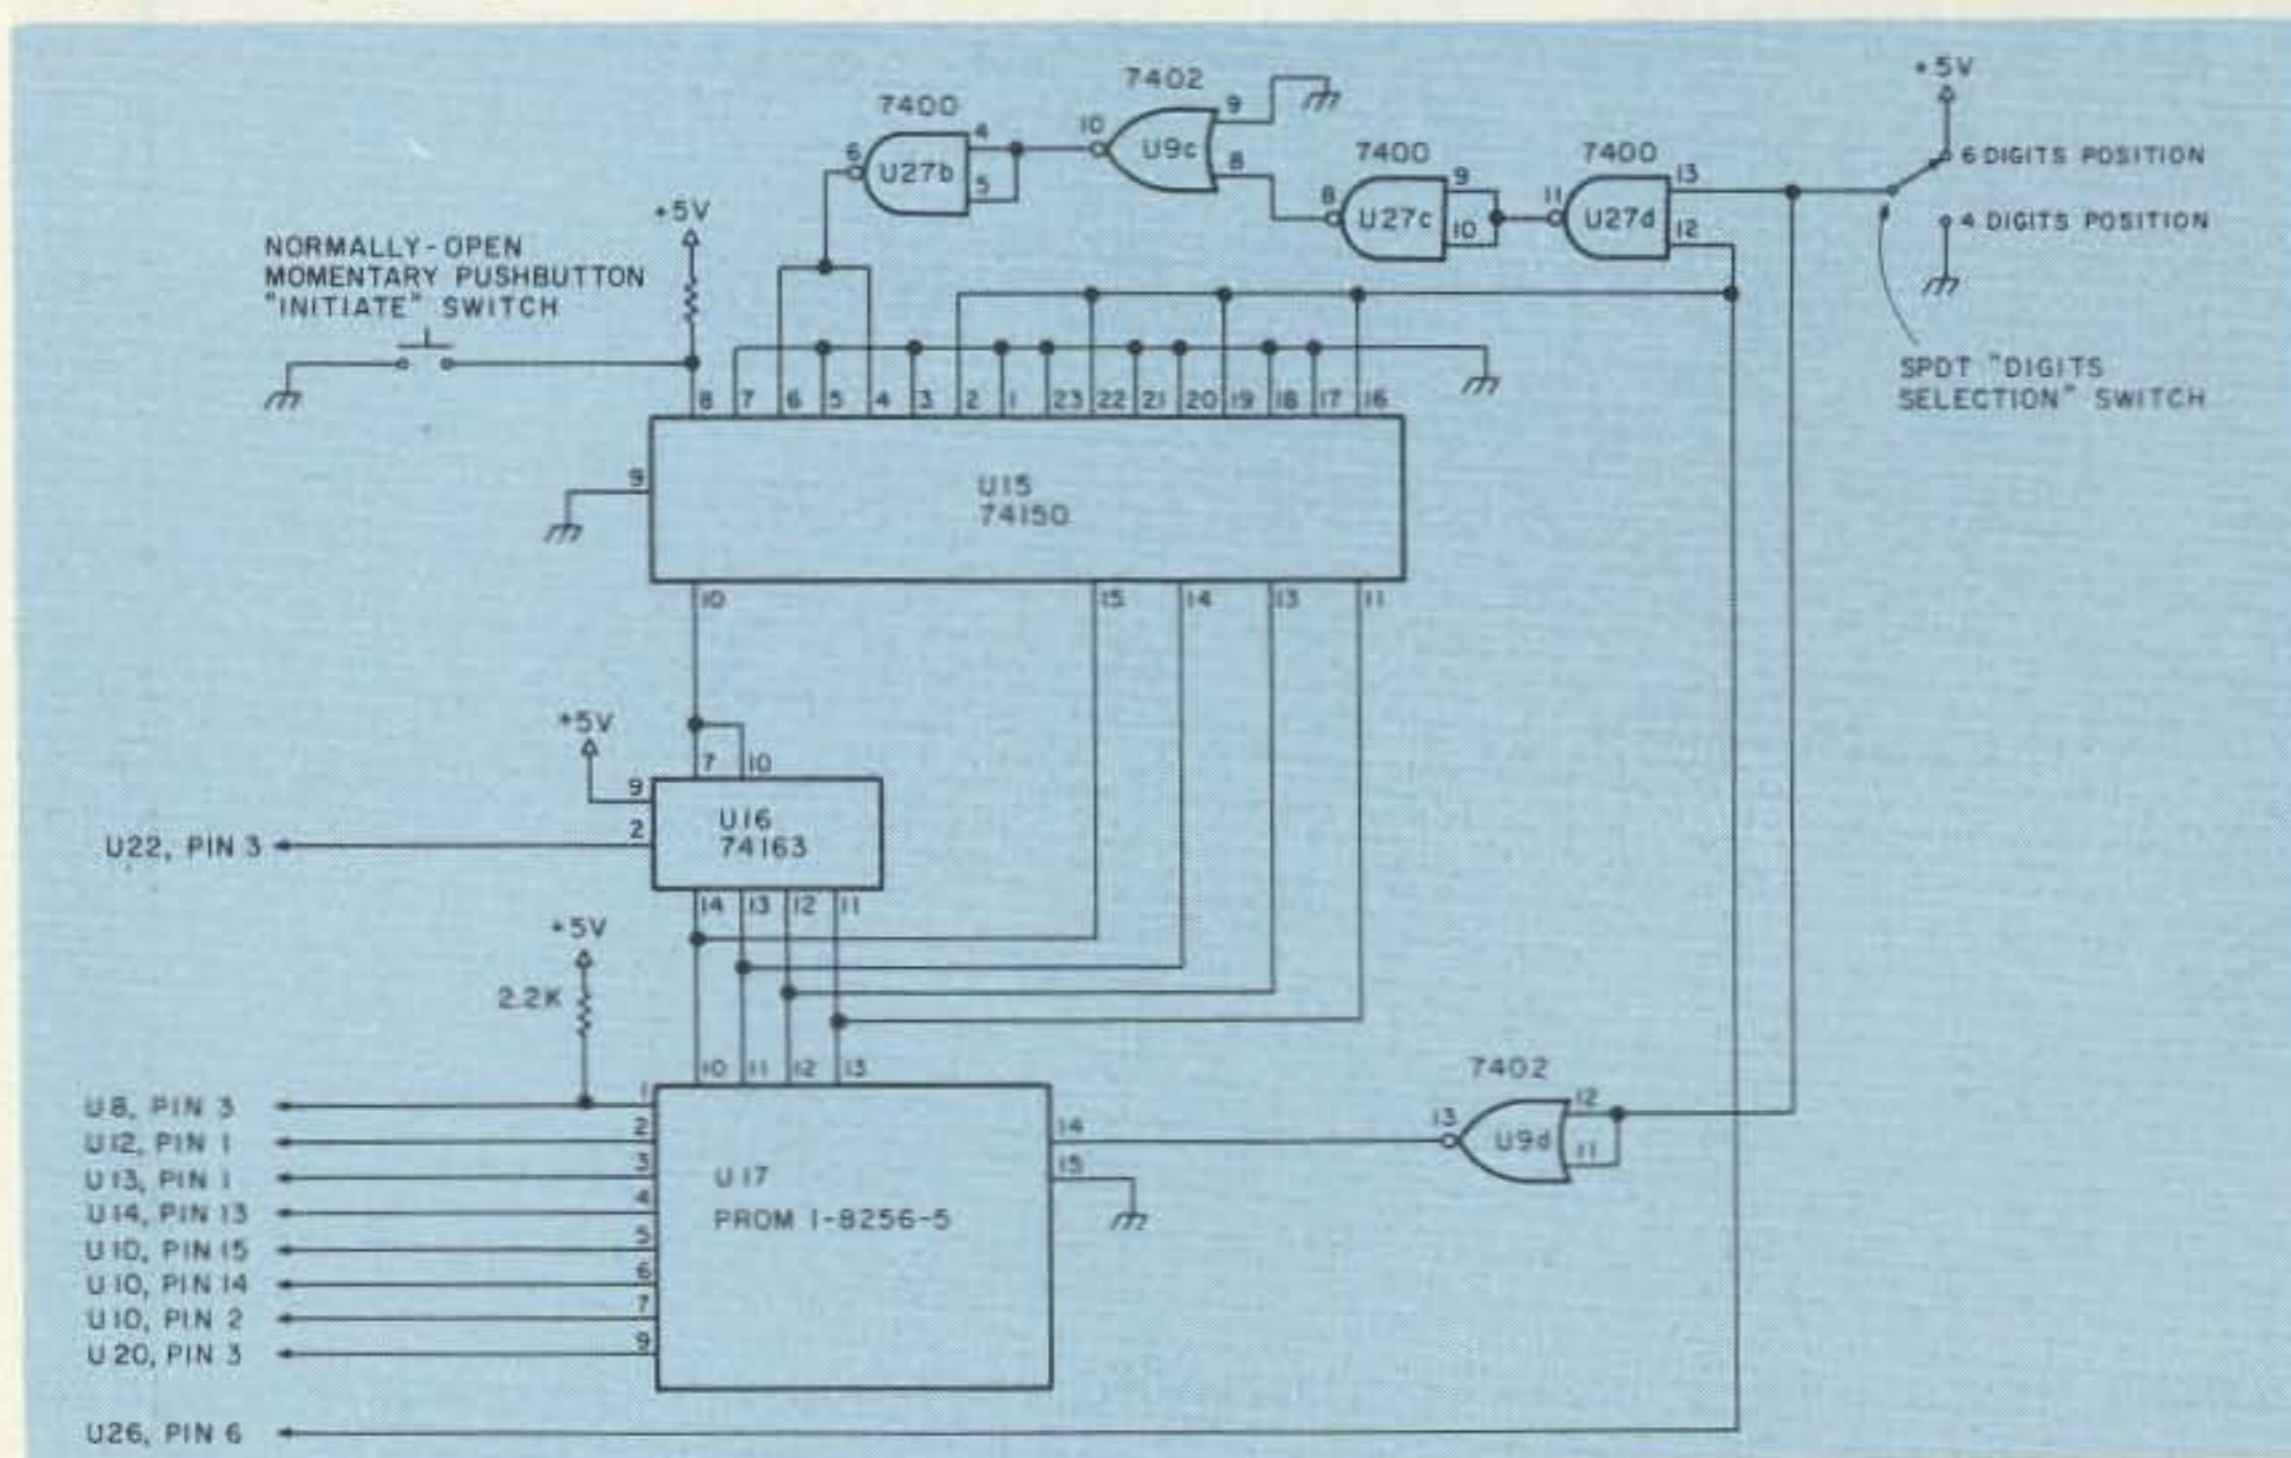 +5V
7402
7400
9
10
U9c
8
4
6
U27b
5
7400
9
8
U27c
10
7400
13
11
U27d
12
6 DIGITS POSITION
4 DIGITS POSITION
SPDT "DIGITS
SELECTION" SWITCH
+5V
NORMALLY-OPEN
MOMENTARY PUSHBUTTON
"INITIATE" SWITCH
8 7 6 5 4 3 2 1 23 22 21 20 19 18 17 16
9
U15
74150
10 15 14 13 11
+5V
7 10
9
2
U16
74163
U22, PIN 3
14 13 12 11
+5V
2.2K
10 11 12 13
U8, PIN 3 1
U12, PIN 1 2
U13, PIN 1 3
U14, PIN 13 4
U10, PIN 15 5
U10, PIN 14 6
U10, PIN 2 7
U20, PIN 3 9
U17
PROM 1-8256-5
14
15
7402
12
13
U9d
11
U26, PIN 6